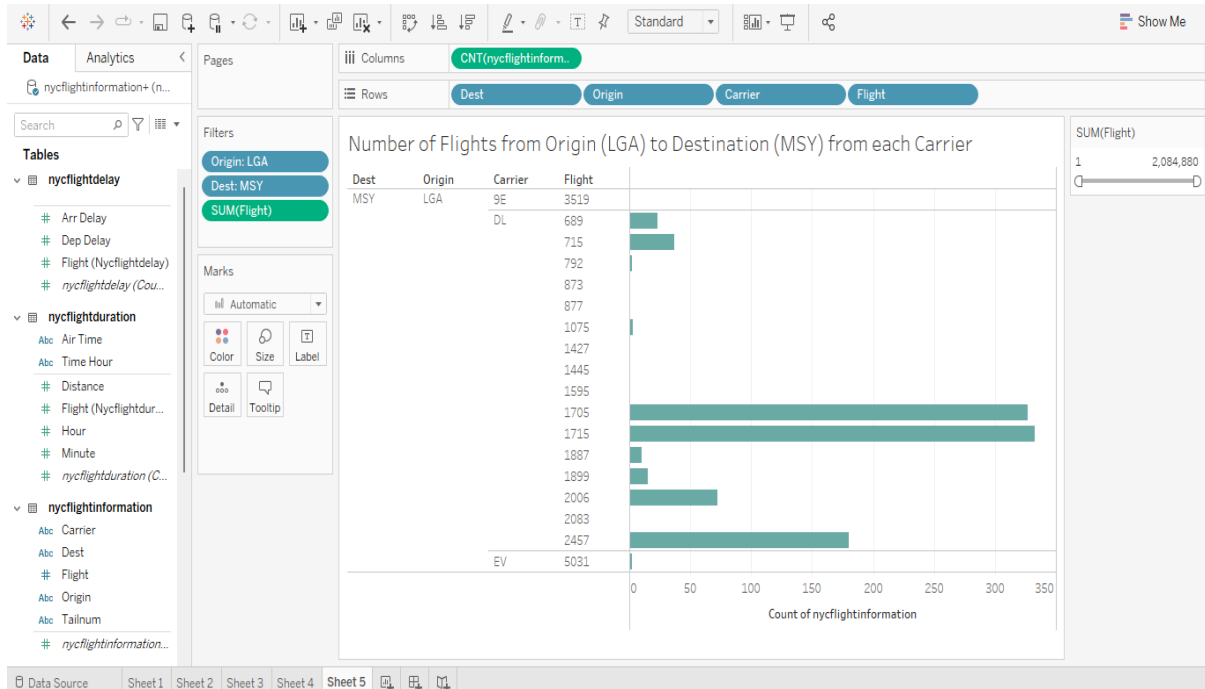 Standard
Show Me
Data Analytics
nycflightinformation+ (n...
Search
Tables
nycflightdelay
Arr Delay
Dep Delay
Flight (Nycflightdelay)
nycflightdelay (Cou...
nycflightduration
Abc Air Time
Abc Time Hour
Distance
Flight (Nycflightdur...
Hour
Minute
nycflightduration (C...
nycflightinformation
Abc Carrier
Abc Dest
Flight
Abc Origin
Abc Tailnum
nycflightinformation...
Pages
Filters
Origin: LGA
Dest: MSY
SUM(Flight)
Marks
Automatic
Color Size Label
Detail Tooltip
Columns CNT(nycflightinform..
Rows Dest Origin Carrier Flight
Number of Flights from Origin (LGA) to Destination (MSY) from each Carrier
Dest Origin Carrier Flight
MSY LGA 9E 3519
DL 689
715
792
873
877
1075
1427
1445
1595
1705
1715
1887
1899
2006
2083
2457
EV 5031
0 50 100 150 200 250 300 350
Count of nycflightinformation
SUM(Flight)
1 2,084,880
Data Source Sheet 1 Sheet 2 Sheet 3 Sheet 4 Sheet 5